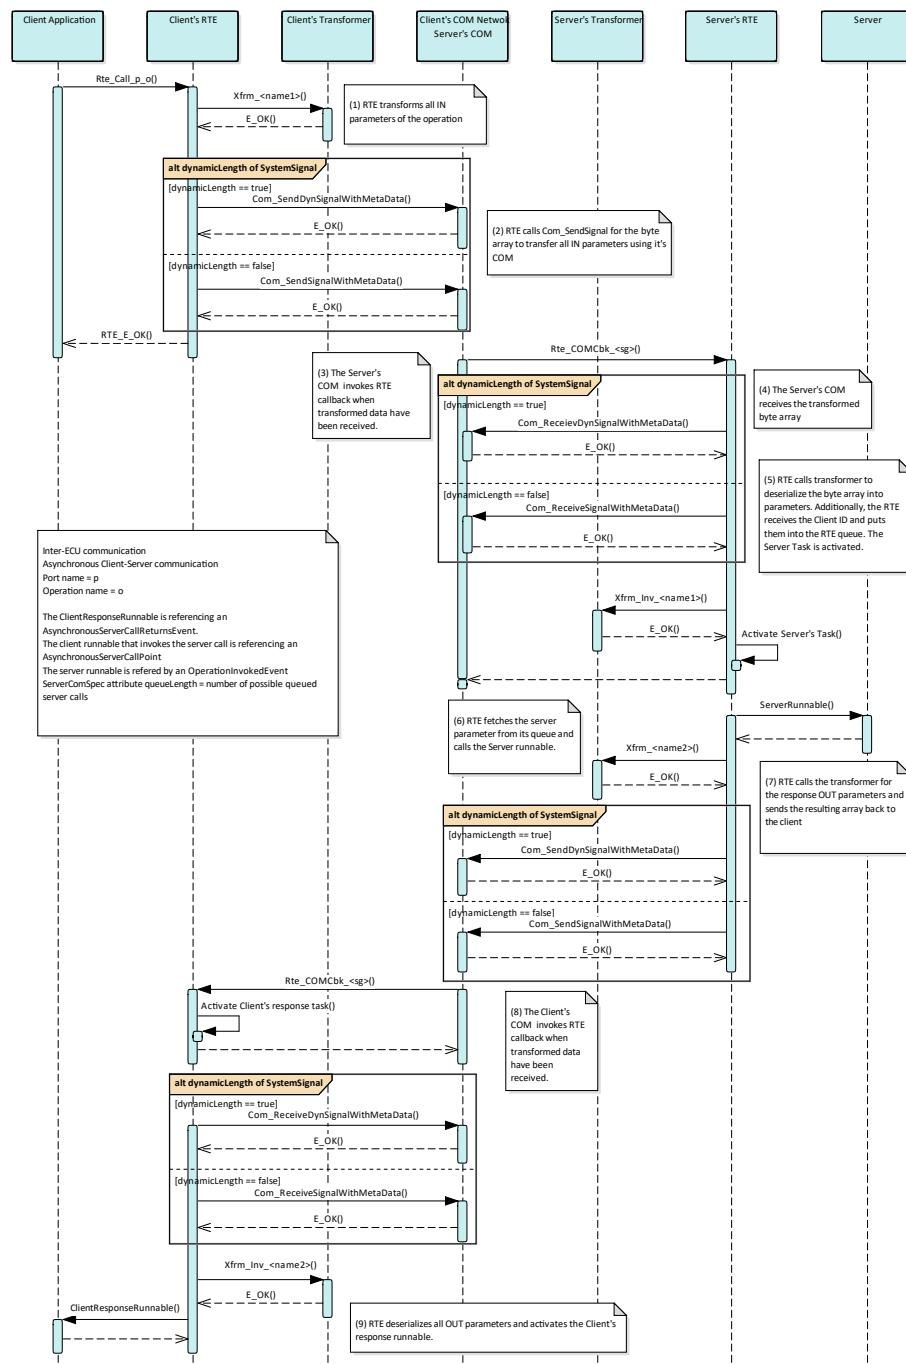 Client Application
Client's RTE
Client's Transformer
Client's COM Netwok
Server's COM
Server's Transformer
Server's RTE
Server
Rte_Call_p_o()
Xfrm_<name1>()
E_OK()
(1) RTE transforms all IN
parameters of the operation
alt dynamicLength of SystemSignal
[dynamicLength == true]
Com_SendDynSignalWithMetaData()
E_OK()
(2) RTE calls Com_SendSignal for the byte
array to transfer all IN parameters using it's
COM
[dynamicLength == false]
Com_SendSignalWithMetaData()
E_OK()
RTE_E_OK()
Rte_COMCbk_<sg>()
(3) The Server's
COM invokes RTE
callback when
transformed data have
been received.
alt dynamicLength of SystemSignal
[dynamicLength == true]
Com_ReceievDynSignalWithMetaData()
E_OK()
(4) The Server's COM
receives the transformed
byte array
[dynamicLength == false]
Com_ReceiveSignalWithMetaData()
E_OK()
(5) RTE calls transformer to
deserialize the byte array into
parameters. Additionally, the RTE
receives the Client ID and puts
them into the RTE queue. The
Server Task is activated.
Inter-ECU communication
Asynchronous Client-Server communication
Port name = p
Operation name = o
The ClientResponseRunnable is referencing an
AsynchronousServerCallReturnsEvent.
The client runnable that invokes the server call is referencing an
AsynchronousServerCallPoint
The server runnable is refered by an OperationInvokedEvent
ServerComSpec attribute queueLength = number of possible queued
server calls
Xfrm_Inv_<name1>()
E_OK()
Activate Server's Task()
(6) RTE fetches the server
parameter from its queue and
calls the Server runnable.
ServerRunnable()
Xfrm_<name2>()
E_OK()
(7) RTE calls the transformer for
the response OUT parameters and
sends the resulting array back to
the client
alt dynamicLength of SystemSignal
[dynamicLength == true]
Com_SendDynSignalWithMetaData()
E_OK()
[dynamicLength == false]
Com_SendSignalWithMetaData()
E_OK()
Rte_COMCbk_<sg>()
Activate Client's response task()
(8) The Client's
COM invokes RTE
callback when
transformed data
have been
received.
alt dynamicLength of SystemSignal
[dynamicLength == true]
Com_ReceiveDynSignalWithMetaData()
E_OK()
[dynamicLength == false]
Com_ReceiveSignalWithMetaData()
E_OK()
Xfrm_Inv_<name2>()
E_OK()
ClientResponseRunnable()
(9) RTE deserializes all OUT parameters and activates the Client's
response runnable.